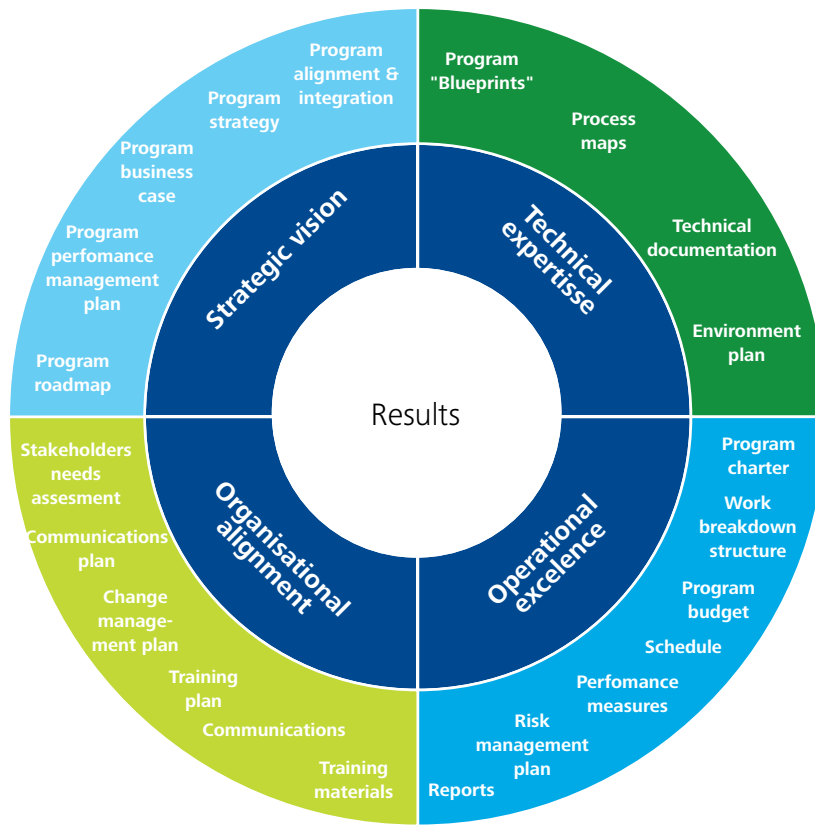 Program
alignment &
integration
Program
strategy
Program
business
case
Program
perfomance
management
plan
Program
roadmap
Program
"Blueprints"
Process
maps
Technical
documentation
Environment
plan
Strategic vision
Technical
expertisse
Results
Organisational
alignment
Operational
excelence
Stakeholders
needs
assesment
Communications
plan
Change
manage-
ment plan
Training
plan
Communications
Training
materials
Program
charter
Work
breakdown
structure
Program
budget
Schedule
Perfomance
measures
Risk
management
plan
Reports